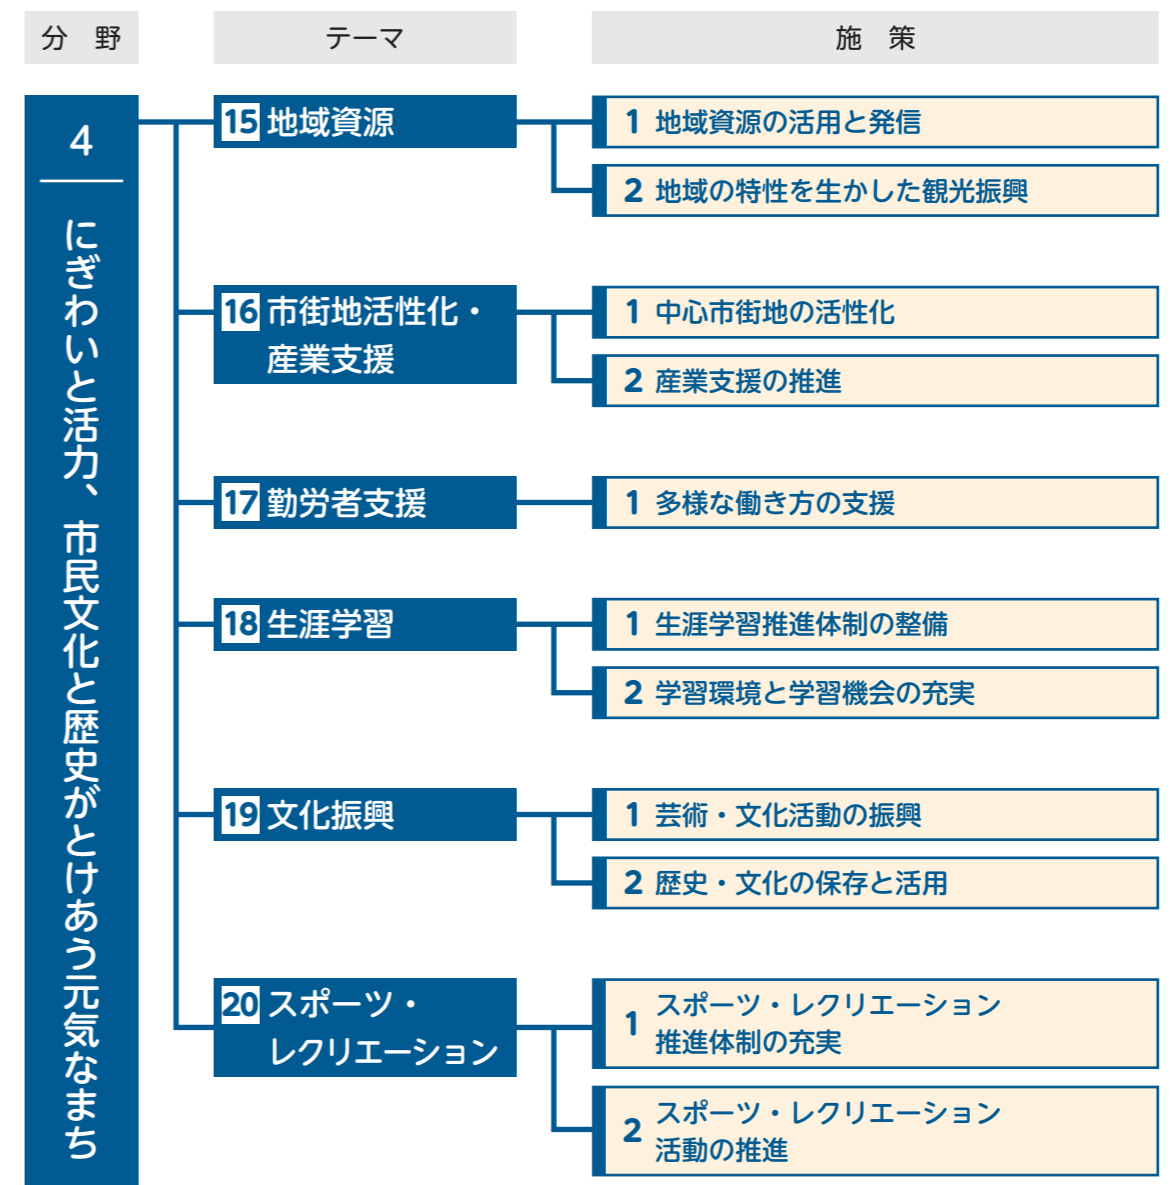 分　野
テーマ
施　策
4
にぎわいと活力、市民文化と歴史がとけあう元気なまち
15 地域資源
1 地域資源の活用と発信
2 地域の特性を生かした観光振興
16 市街地活性化・
産業支援
1 中心市街地の活性化
2 産業支援の推進
17 勤労者支援
1 多様な働き方の支援
18 生涯学習
1 生涯学習推進体制の整備
2 学習環境と学習機会の充実
19 文化振興
1 芸術・文化活動の振興
2 歴史・文化の保存と活用
20 スポーツ・
レクリエーション
1 スポーツ・レクリエーション
推進体制の充実
2 スポーツ・レクリエーション
活動の推進